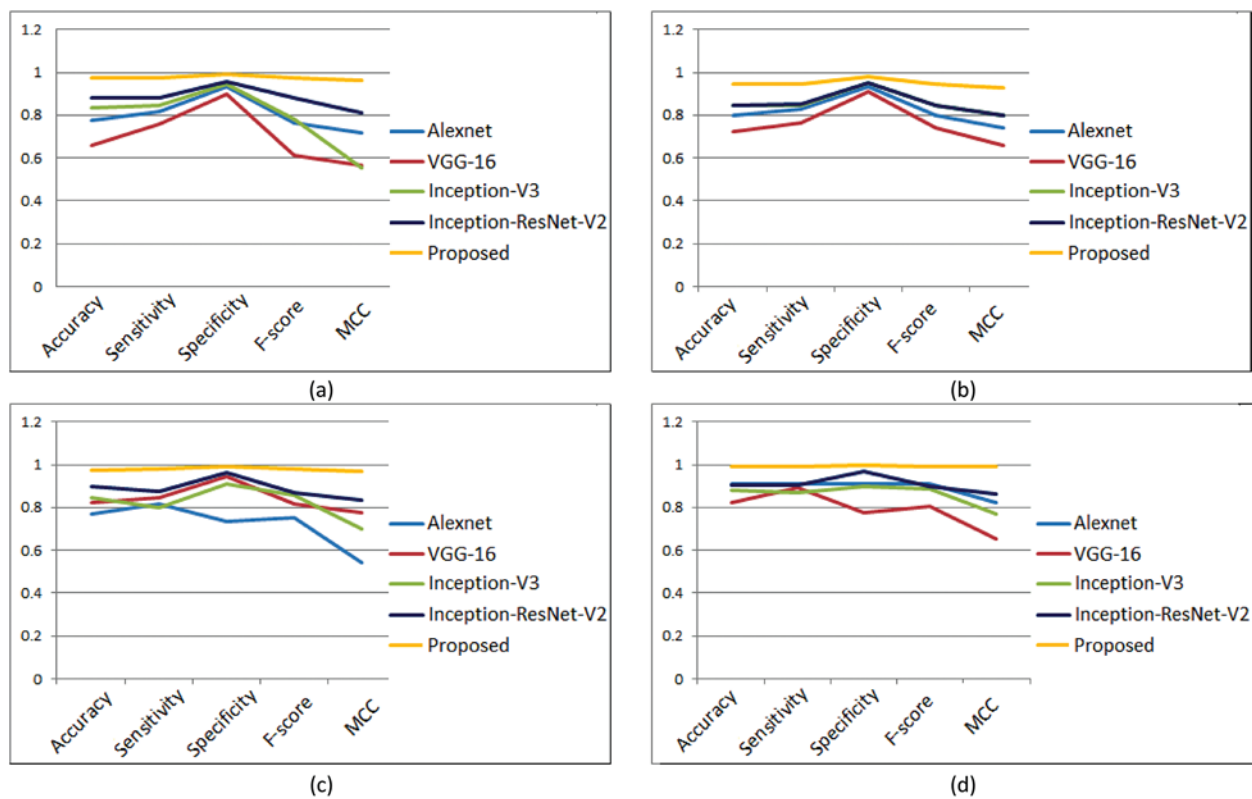 1.2
1
0.8
0.6
0.4
0.2
0
Accuracy
Sensitivity
Specificity
F-score
MCC
Alexnet
VGG-16
Inception-V3
Inception-ResNet-V2
Proposed
(a)
1.2
1
0.8
0.6
0.4
0.2
0
Accuracy
Sensitivity
Specificity
F-score
MCC
Alexnet
VGG-16
Inception-V3
Inception-ResNet-V2
Proposed
(b)
1.2
1
0.8
0.6
0.4
0.2
0
Accuracy
Sensitivity
Specificity
F-score
MCC
Alexnet
VGG-16
Inception-V3
Inception-ResNet-V2
Proposed
(c)
1.2
1
0.8
0.6
0.4
0.2
0
Accuracy
Sensitivity
Specificity
F-score
MCC
Alexnet
VGG-16
Inception-V3
Inception-ResNet-V2
Proposed
(d)